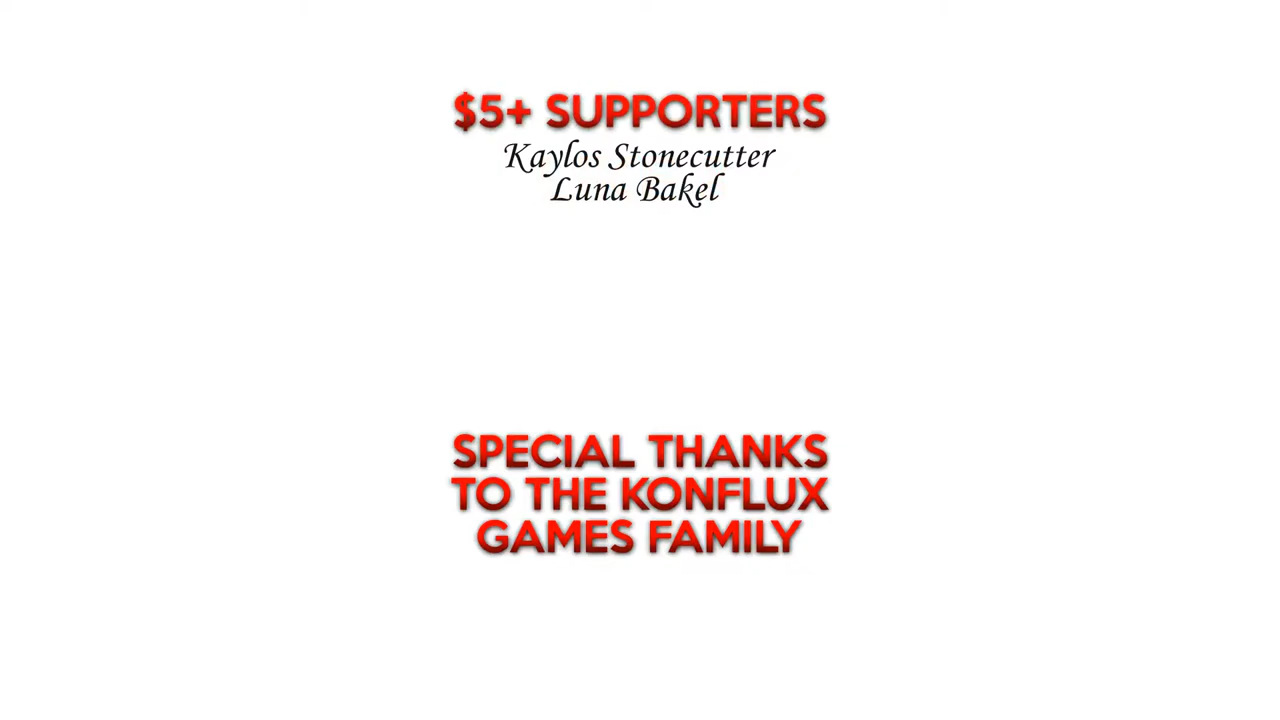 $5+ SUPPORTERS
Kaylos Stonecutter
Luna Bakel
SPECIAL THANKS
TO THE KONFLUX
GAMES FAMILY